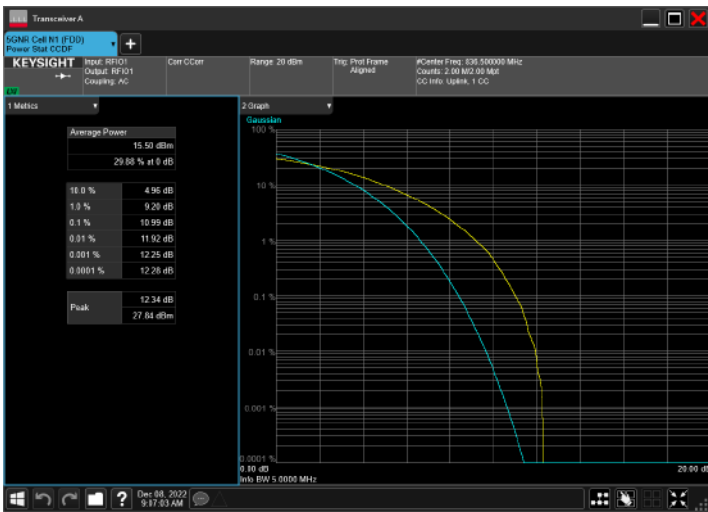 Transceiver A
5GNR Cell N1 (FDD)
Power Stat CCDF
KEYSIGHT
Input: RFIO1
Output: RFIO1
Coupling: AC
Corr CCorr
Range: 20 dBm
Trig: Prot Frame
Aligned
#Center Freq: 836.500000 MHz
Counts: 2.00 M/2.00 Mpt
CC Info: Uplink, 1 CC
1 Metrics
2 Graph
Average Power
15.50 dBm
29.88 % at 0 dB
10.0 % 4.96 dB
1.0 % 9.20 dB
0.1 % 10.99 dB
0.01 % 11.92 dB
0.001 % 12.25 dB
0.0001 % 12.28 dB
Peak
12.34 dB
27.84 dBm
Gaussian
100 %
10 %
1 %
0.1 %
0.01 %
0.001 %
0.0001 %
0.00 dB
20.00 dB
Info BW 5.0000 MHz
Dec 08, 2022
9:17:03 AM